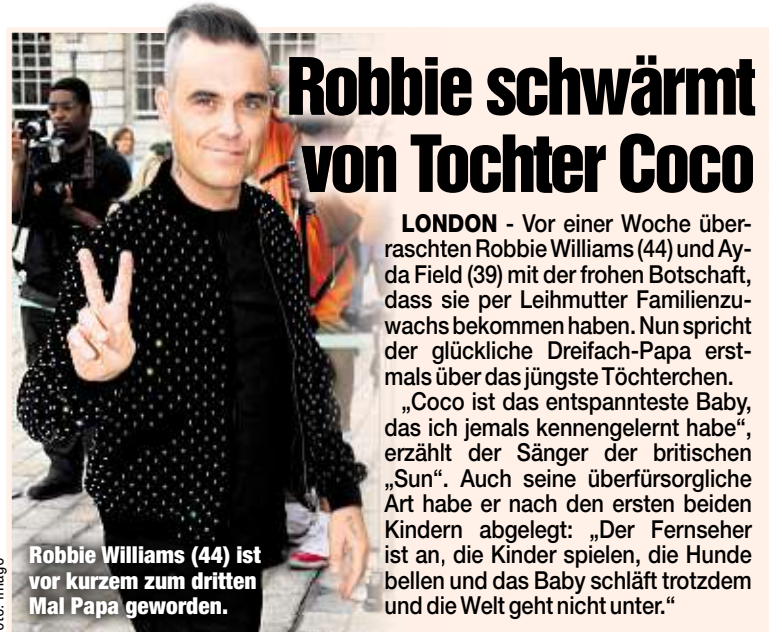 Robbie schwärmt
von Tochter Coco
LONDON - Vor einer Woche über-
raschten Robbie Williams (44) und Ay-
da Field (39) mit der frohen Botschaft,
dass sie per Leihmutter Familienzu-
wachs bekommen haben. Nun spricht
der glückliche Dreifach-Papa erst-
mals über das jüngste Töchterchen.
„Coco ist das entspannteste Baby,
das ich jemals kennengelernt habe“,
erzählt der Sänger der britischen
„Sun“. Auch seine überfürsorgliche
Art habe er nach den ersten beiden
Kindern abgelegt: „Der Fernseher
ist an, die Kinder spielen, die Hunde
bellen und das Baby schläft trotzdem
und die Welt geht nicht unter.“
Robbie Williams (44) ist
vor kurzem zum dritten
Mal Papa geworden.